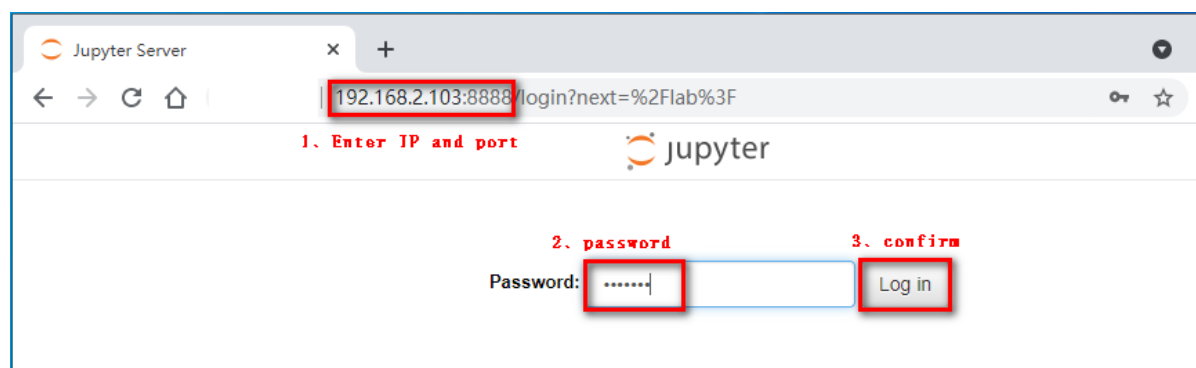 Jupyter Server
192.168.2.103:8888/login?next=%2Flab%3F
1、Enter IP and port
jupyter
2、password
3、confirm
Password: •••••••
Log in